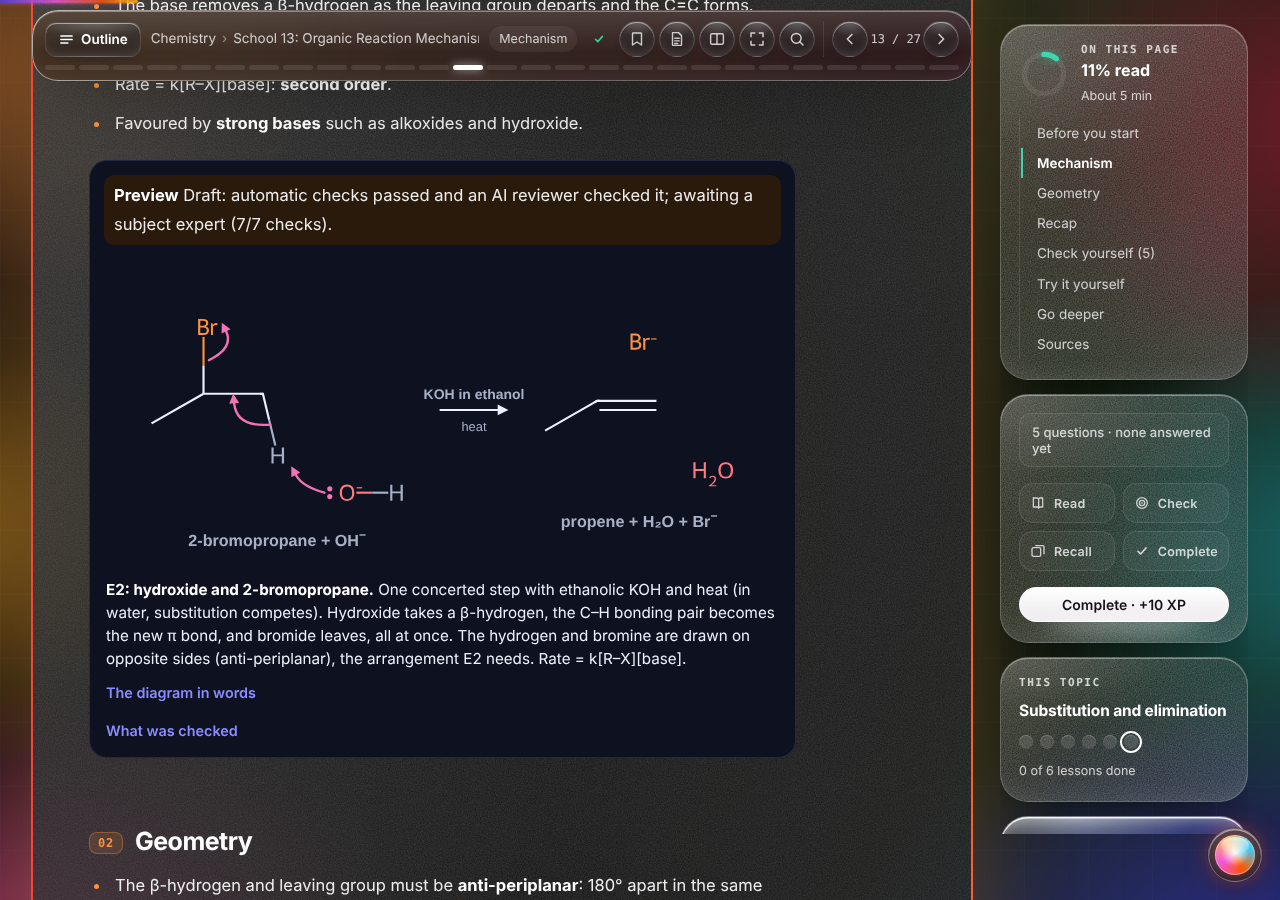 The base removes a β-hydrogen as the leaving group departs and the C=C forms.
Outline
Chemistry › School 13: Organic Reaction Mechanis
Mechanism
13 / 27
Rate = k[R–X][base]: second order.
Favoured by strong bases such as alkoxides and hydroxide.
Preview Draft: automatic checks passed and an AI reviewer checked it; awaiting a
subject expert (7/7 checks).
Br
H
:O⁻—H
2-bromopropane + OH⁻
KOH in ethanol
heat
Br⁻
H₂O
propene + H₂O + Br⁻
E2: hydroxide and 2-bromopropane. One concerted step with ethanolic KOH and heat (in
water, substitution competes). Hydroxide takes a β-hydrogen, the C–H bonding pair becomes
the new π bond, and bromide leaves, all at once. The hydrogen and bromine are drawn on
opposite sides (anti-periplanar), the arrangement E2 needs. Rate = k[R–X][base].
The diagram in words
What was checked
02 Geometry
The β-hydrogen and leaving group must be anti-periplanar: 180° apart in the same
ON THIS PAGE
11% read
About 5 min
Before you start
Mechanism
Geometry
Recap
Check yourself (5)
Try it yourself
Go deeper
Sources
5 questions · none answered
yet
Read
Check
Recall
Complete
Complete · +10 XP
THIS TOPIC
Substitution and elimination
0 of 6 lessons done